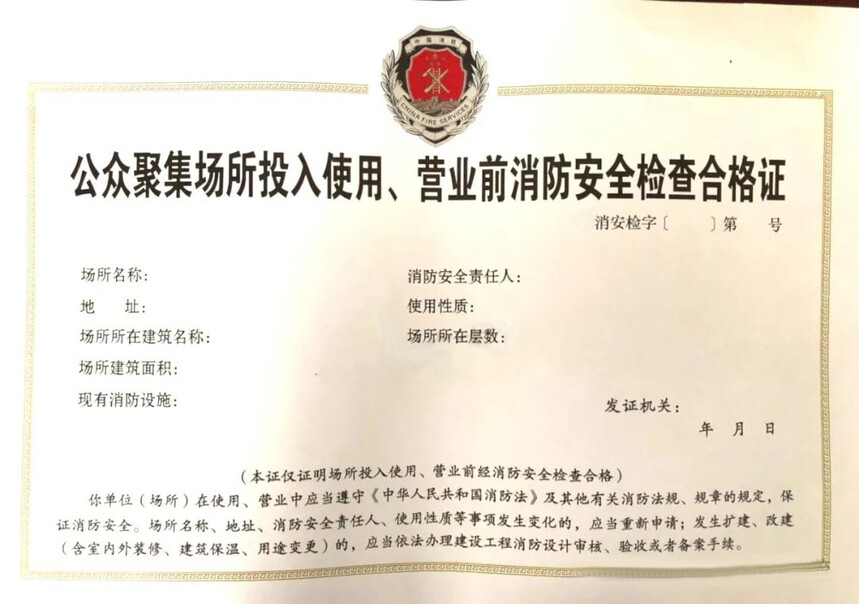 中国消防
CHINA FIRE SERVICES
公众聚集场所投入使用、营业前消防安全检查合格证
消安检字〔 〕第 号
场所名称: 消防安全责任人:
地 址: 使用性质:
场所所在建筑名称: 场所所在层数:
场所建筑面积:
现有消防设施:
发证机关:
年 月 日
(本证仅证明场所投入使用、营业前经消防安全检查合格)
你单位(场所)在使用、营业中应当遵守《中华人民共和国消防法》及其他有关消防法规、规章的规定,保
证消防安全。场所名称、地址、消防安全责任人、使用性质等事项发生变化的,应当重新申请;发生扩建、改建
(含室内外装修、建筑保温、用途变更)的,应当依法办理建设工程消防设计审核、验收或者备案手续。